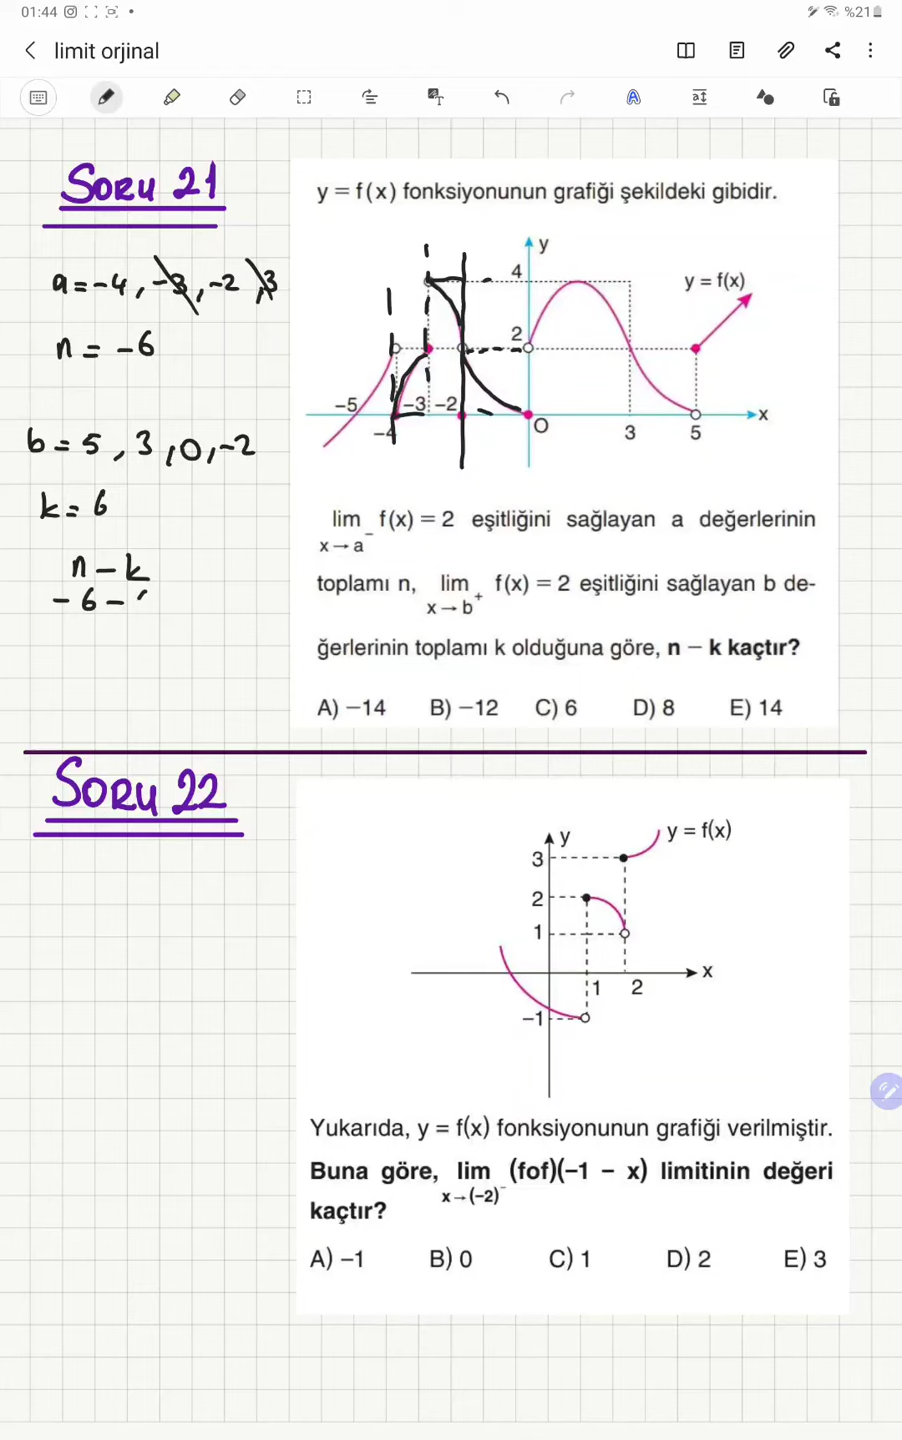 01:44 %21
limit orjinal
SORU 21
a = -4, -3, -2, 3
n = -6
b = 5, 3, 0, -2
k = 6
n - k
-6 -
y = f(x) fonksiyonunun grafiği şekildeki gibidir.
y
4
y = f(x)
2
-5 -3 -2
-4 O 3 5 x
lim f(x) = 2 eşitliğini sağlayan a değerlerinin
x→a⁻
toplamı n, lim f(x) = 2 eşitliğini sağlayan b de-
x→b⁺
ğerlerinin toplamı k olduğuna göre, n – k kaçtır?
A) –14 B) –12 C) 6 D) 8 E) 14
SORU 22
y y = f(x)
3
2
1
x
1 2
–1
Yukarıda, y = f(x) fonksiyonunun grafiği verilmiştir.
Buna göre, lim (fof)(–1 – x) limitinin değeri
x→(–2)⁻
kaçtır?
A) –1 B) 0 C) 1 D) 2 E) 3